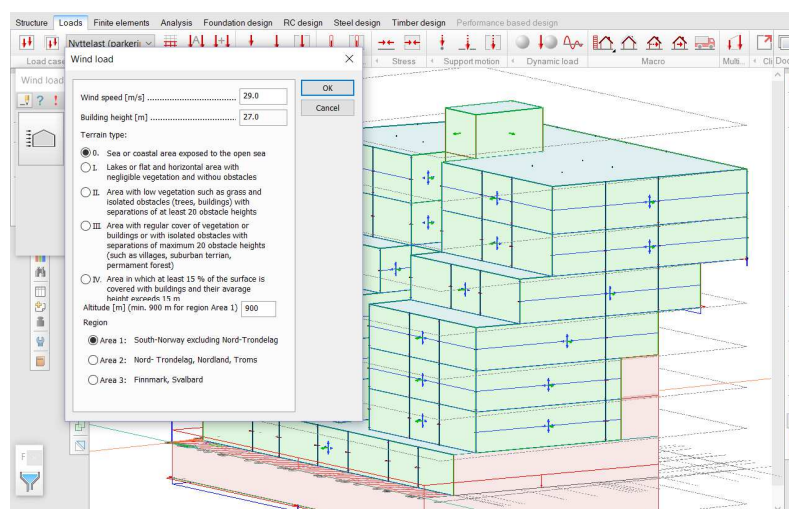 Structure Loads Finite elements Analysis Foundation design RC design Steel design Timber design Performance based design
Nyttelast (parkeri
Load case
Stress
Support motion
Dynamic load
Macro
Multi...
Cli
Doc
Wind load
Wind load
OK
Cancel
Wind speed [m/s] 29.0
Building height [m] 27.0
Terrain type:
0. Sea or coastal area exposed to the open sea
I. Lakes or flat and horizontal area with
negligible vegetation and withou obstacles
II. Area with low vegetation such as grass and
isolated obstacles (trees, buildings) with
separations of at least 20 obstacle heights
III. Area with regular cover of vegetation or
buildings or with isolated obstacles with
separations of maximum 20 obstacle heights
(such as villages, suburban terrian,
permament forest)
IV. Area in which at least 15 % of the surface is
covered with buildings and their avarage
height exceeds 15 m
Altitude [m] (min. 900 m for region Area 1) 900
Region
Area 1: South-Norway excluding Nord-Trondelag
Area 2: Nord- Trondelag, Nordland, Troms
Area 3: Finnmark, Svalbard
F